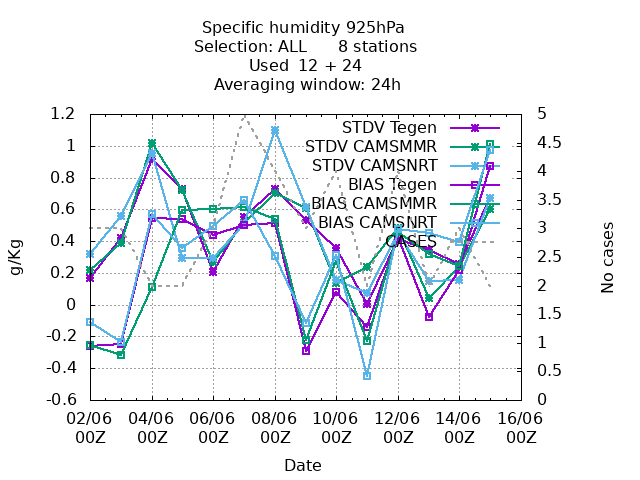 Specific humidity 925hPa
Selection: ALL 8 stations
Used 12 + 24
Averaging window: 24h
1.2
1
0.8
0.6
0.4
0.2
0
-0.2
-0.4
-0.6
g/Kg
5
4.5
4
3.5
3
2.5
2
1.5
1
0.5
0
No cases
STDV Tegen
STDV CAMSMMR
STDV CAMSNRT
BIAS Tegen
BIAS CAMSMMR
BIAS CAMSNRT
CASES
02/06 04/06 06/06 08/06 10/06 12/06 14/06 16/06
00Z 00Z 00Z 00Z 00Z 00Z 00Z 00Z
Date